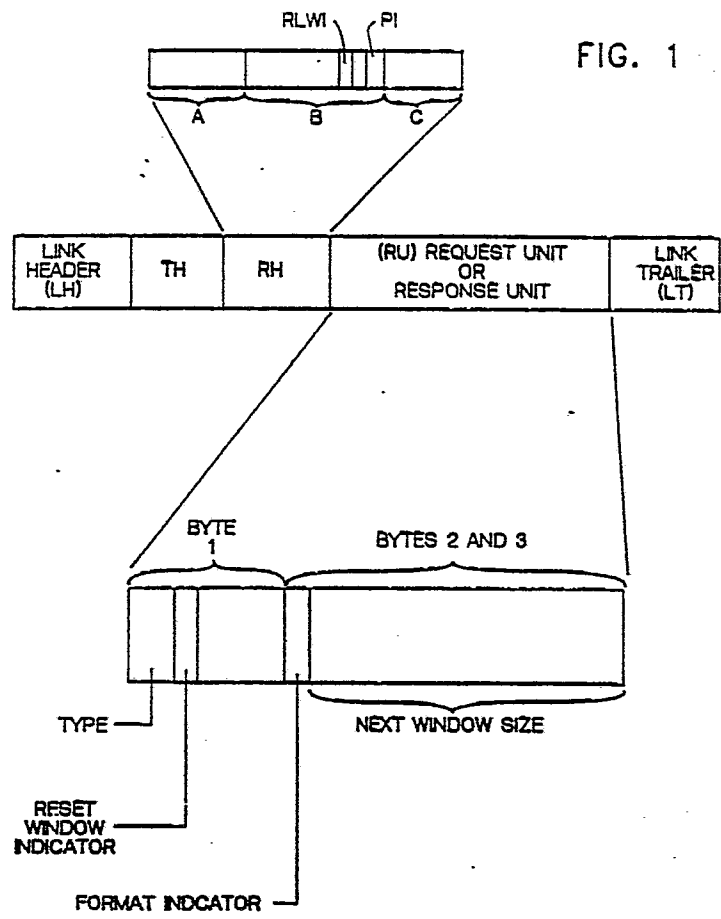 RLWI
PI
FIG. 1
A
B
C
LINK
HEADER
(LH)
TH
RH
(RU) REQUEST UNIT
OR
RESPONSE UNIT
LINK
TRAILER
(LT)
BYTE
1
BYTES 2 AND 3
TYPE
NEXT WINDOW SIZE
RESET
WINDOW
INDICATOR
FORMAT INDCATOR